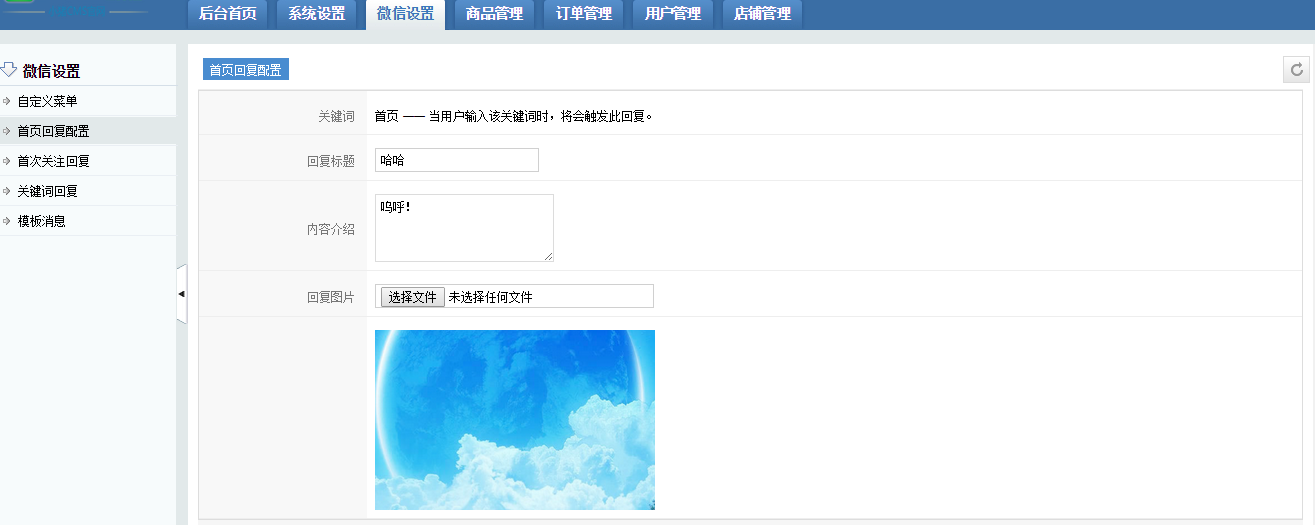 后台首页 系统设置 微信设置 商品管理 订单管理 用户管理 店铺管理
微信设置
自定义菜单
首页回复配置
首次关注回复
关键词回复
模板消息
首页回复配置
关键词 首页 —— 当用户输入该关键词时，将会触发此回复。
回复标题 哈哈
内容介绍 呜呼！
回复图片 选择文件 未选择任何文件